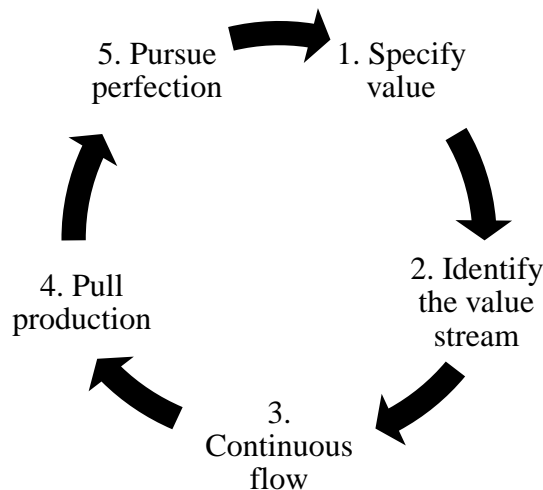 1. Specify
value
2. Identify
the value
stream
3.
Continuous
flow
4. Pull
production
5. Pursue
perfection